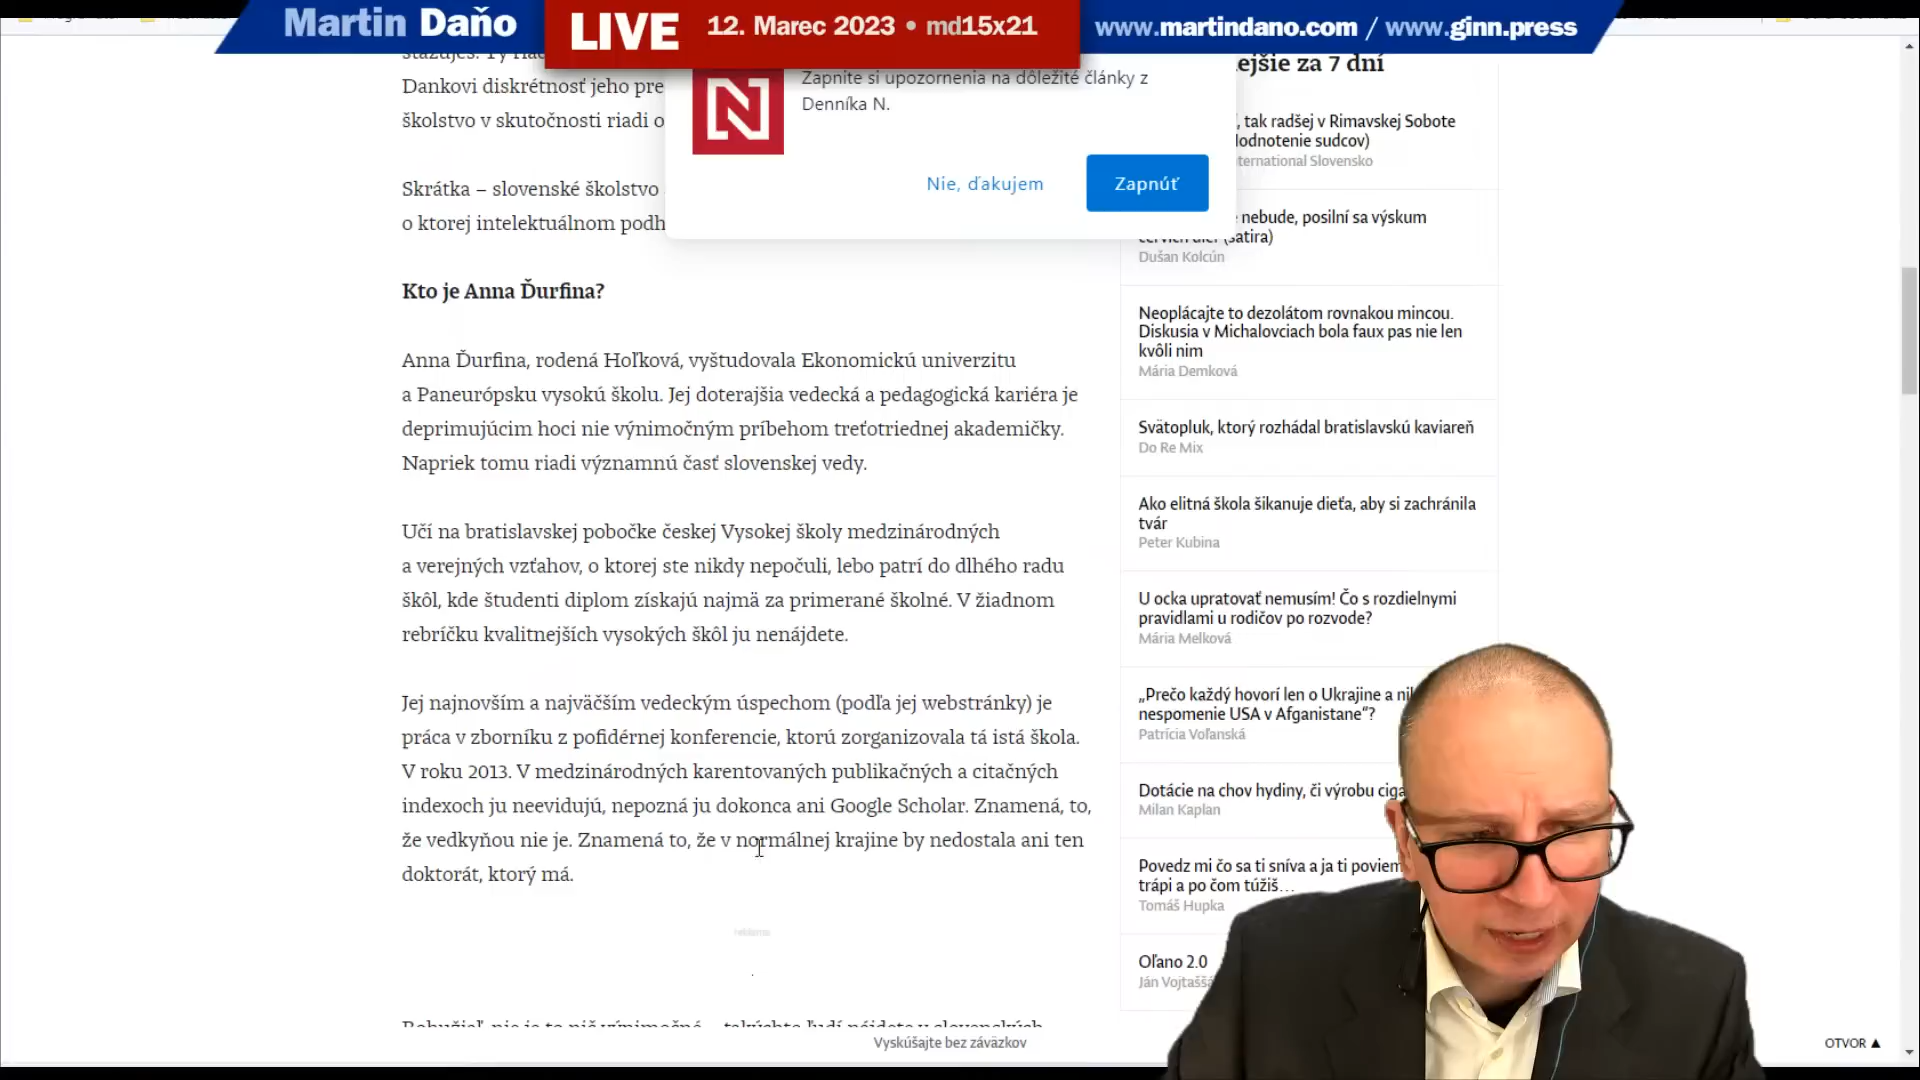 Martin Daňo
LIVE
12. Marec 2023 • md15x21
www.martindano.com / www.ginn.press
Dankovi diskrétnosť jeho pre
školstvo v skutočnosti riadi o
Skrátka – slovenské školstvo
o ktorej intelektuálnom podh
Zapnite si upozornenia na dôležité články z
Denníka N.
N
Nie, ďakujem
Zapnúť
Kto je Anna Ďurfina?
Anna Ďurfina, rodená Hoľková, vyštudovala Ekonomickú univerzitu
a Paneurópsku vysokú školu. Jej doterajšia vedecká a pedagogická kariéra je
deprimujúcim hoci nie výnimočným príbehom treťotriednej akademičky.
Napriek tomu riadi významnú časť slovenskej vedy.
Učí na bratislavskej pobočke českej Vysokej školy medzinárodných
a verejných vzťahov, o ktorej ste nikdy nepočuli, lebo patrí do dlhého radu
škôl, kde študenti diplom získajú najmä za primerané školné. V žiadnom
rebríčku kvalitnejších vysokých škôl ju nenájdete.
Jej najnovším a najväčším vedeckým úspechom (podľa jej webstránky) je
práca v zborníku z pofidérnej konferencie, ktorú zorganizovala tá istá škola.
V roku 2013. V medzinárodných karentovaných publikačných a citačných
indexoch ju neevidujú, nepozná ju dokonca ani Google Scholar. Znamená, to,
že vedkyňou nie je. Znamená to, že v normálnej krajine by nedostala ani ten
doktorát, ktorý má.
reklama
Bohužiaľ, nie je to nič výnimočné – takýchto ľudí nájdete v slovenských
Vyskúšajte bez záväzkov
ejšie za 7 dní
, tak radšej v Rimavskej Sobote
lodnotenie sudcov)
ternational Slovensko
nebude, posilní sa výskum
(satira)
Dušan Kolcún
Neoplácajte to dezolátom rovnakou mincou.
Diskusia v Michalovciach bola faux pas nie len
kvôli nim
Mária Demková
Svätopluk, ktorý rozhádal bratislavskú kaviareň
Do Re Mix
Ako elitná škola šikanuje dieťa, aby si zachránila
tvár
Peter Kubina
U ocka upratovať nemusím! Čo s rozdielnymi
pravidlami u rodičov po rozvode?
Mária Melková
„Prečo každý hovorí len o Ukrajine a ni
nespomenie USA v Afganistane“?
Patrícia Voľanská
Dotácie na chov hydiny, či výrobu ciga
Milan Kaplan
Povedz mi čo sa ti sníva a ja ti poviem
trápi a po čom túžiš…
Tomáš Hupka
Oľano 2.0
Ján Vojtašš
OTVOR ▲